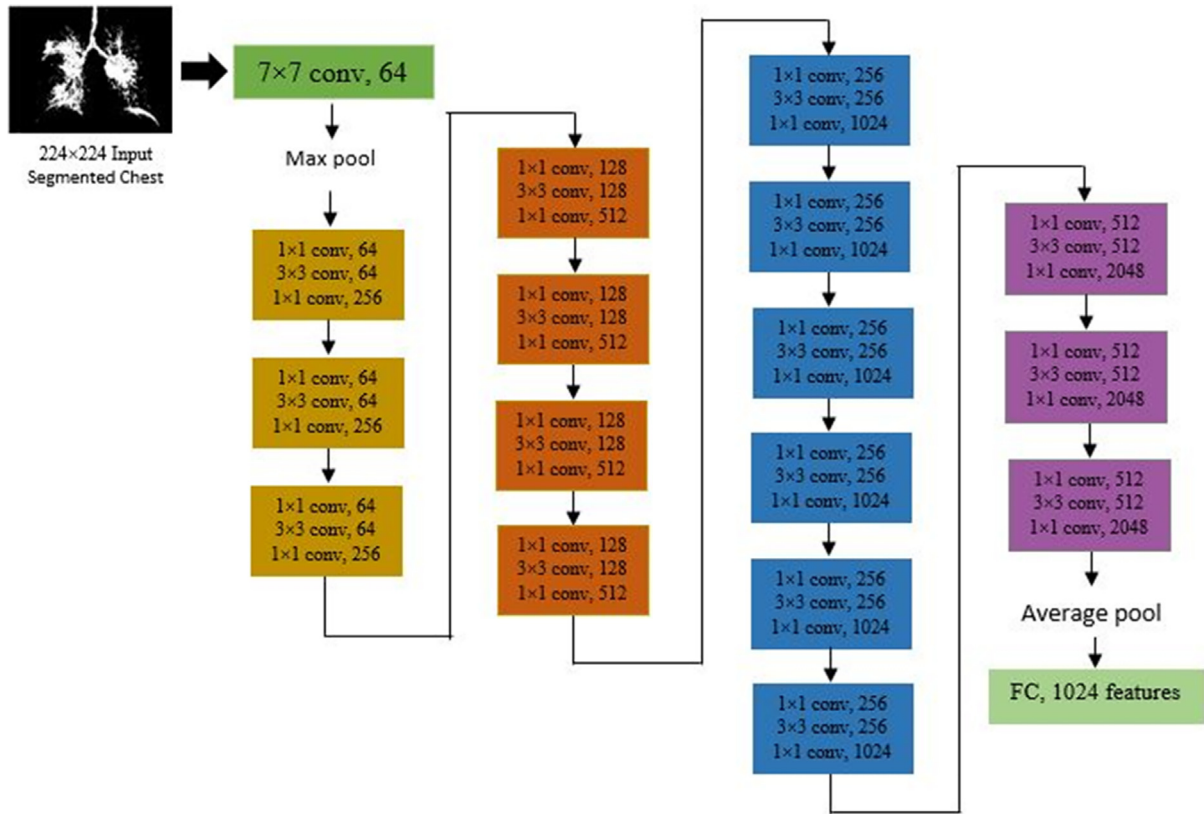 224×224 Input
Segmented Chest
7×7 conv, 64
Max pool
1×1 conv, 64
3×3 conv, 64
1×1 conv, 256
1×1 conv, 64
3×3 conv, 64
1×1 conv, 256
1×1 conv, 64
3×3 conv, 64
1×1 conv, 256
1×1 conv, 128
3×3 conv, 128
1×1 conv, 512
1×1 conv, 128
3×3 conv, 128
1×1 conv, 512
1×1 conv, 128
3×3 conv, 128
1×1 conv, 512
1×1 conv, 128
3×3 conv, 128
1×1 conv, 512
1×1 conv, 256
3×3 conv, 256
1×1 conv, 1024
1×1 conv, 256
3×3 conv, 256
1×1 conv, 1024
1×1 conv, 256
3×3 conv, 256
1×1 conv, 1024
1×1 conv, 256
3×3 conv, 256
1×1 conv, 1024
1×1 conv, 256
3×3 conv, 256
1×1 conv, 1024
1×1 conv, 256
3×3 conv, 256
1×1 conv, 1024
1×1 conv, 512
3×3 conv, 512
1×1 conv, 2048
1×1 conv, 512
3×3 conv, 512
1×1 conv, 2048
1×1 conv, 512
3×3 conv, 512
1×1 conv, 2048
Average pool
FC, 1024 features